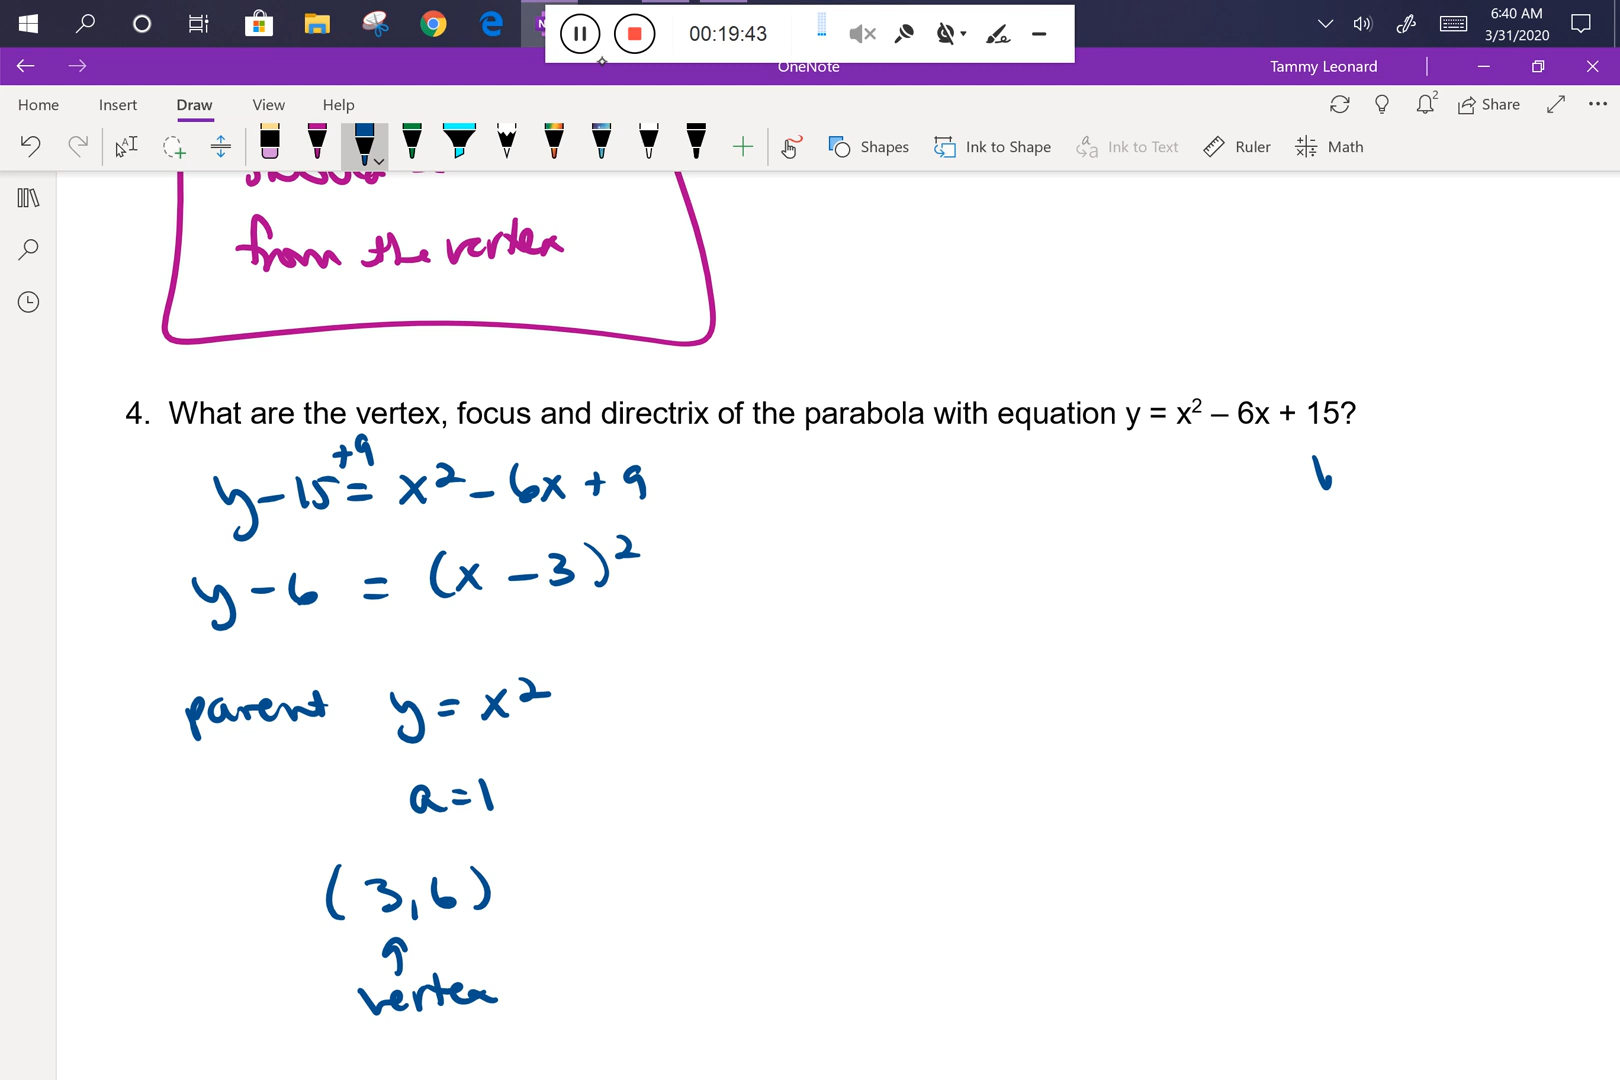 00:19:43
6:40 AM
3/31/2020
OneNote
Tammy Leonard
Home Insert Draw View Help
2
Share
Shapes Ink to Shape Ink to Text Ruler Math
from the vertex
4. What are the vertex, focus and directrix of the parabola with equation y = x² – 6x + 15?
+9
y - 15 = x² - 6x + 9
y - 6 = (x - 3)²
parent y = x²
a = 1
(3, 6)
vertex